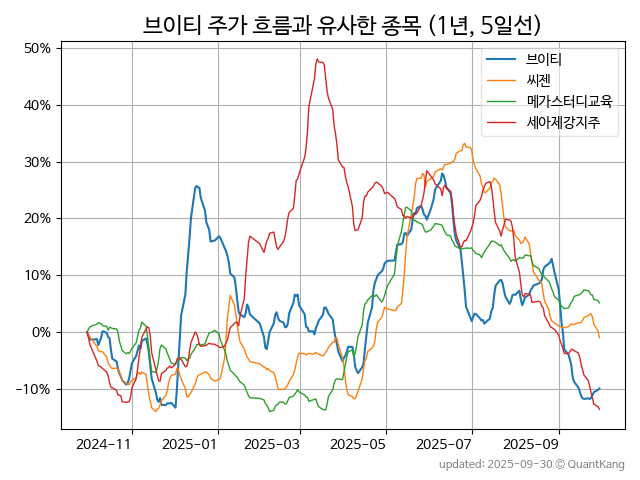 브이티 주가 흐름과 유사한 종목 (1년, 5일선)
50%
40%
30%
20%
10%
0%
−10%
브이티
씨젠
메가스터디교육
세아제강지주
2024-11
2025-01
2025-03
2025-05
2025-07
2025-09
updated: 2025-09-30 © QuantKang